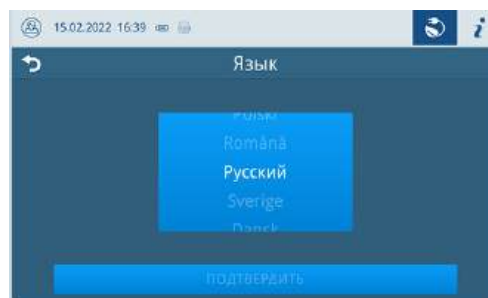 15.02.2022 16:39
Язык
Polski
Română
Русский
Sverige
Dansk
ПОДТВЕРДИТЬ